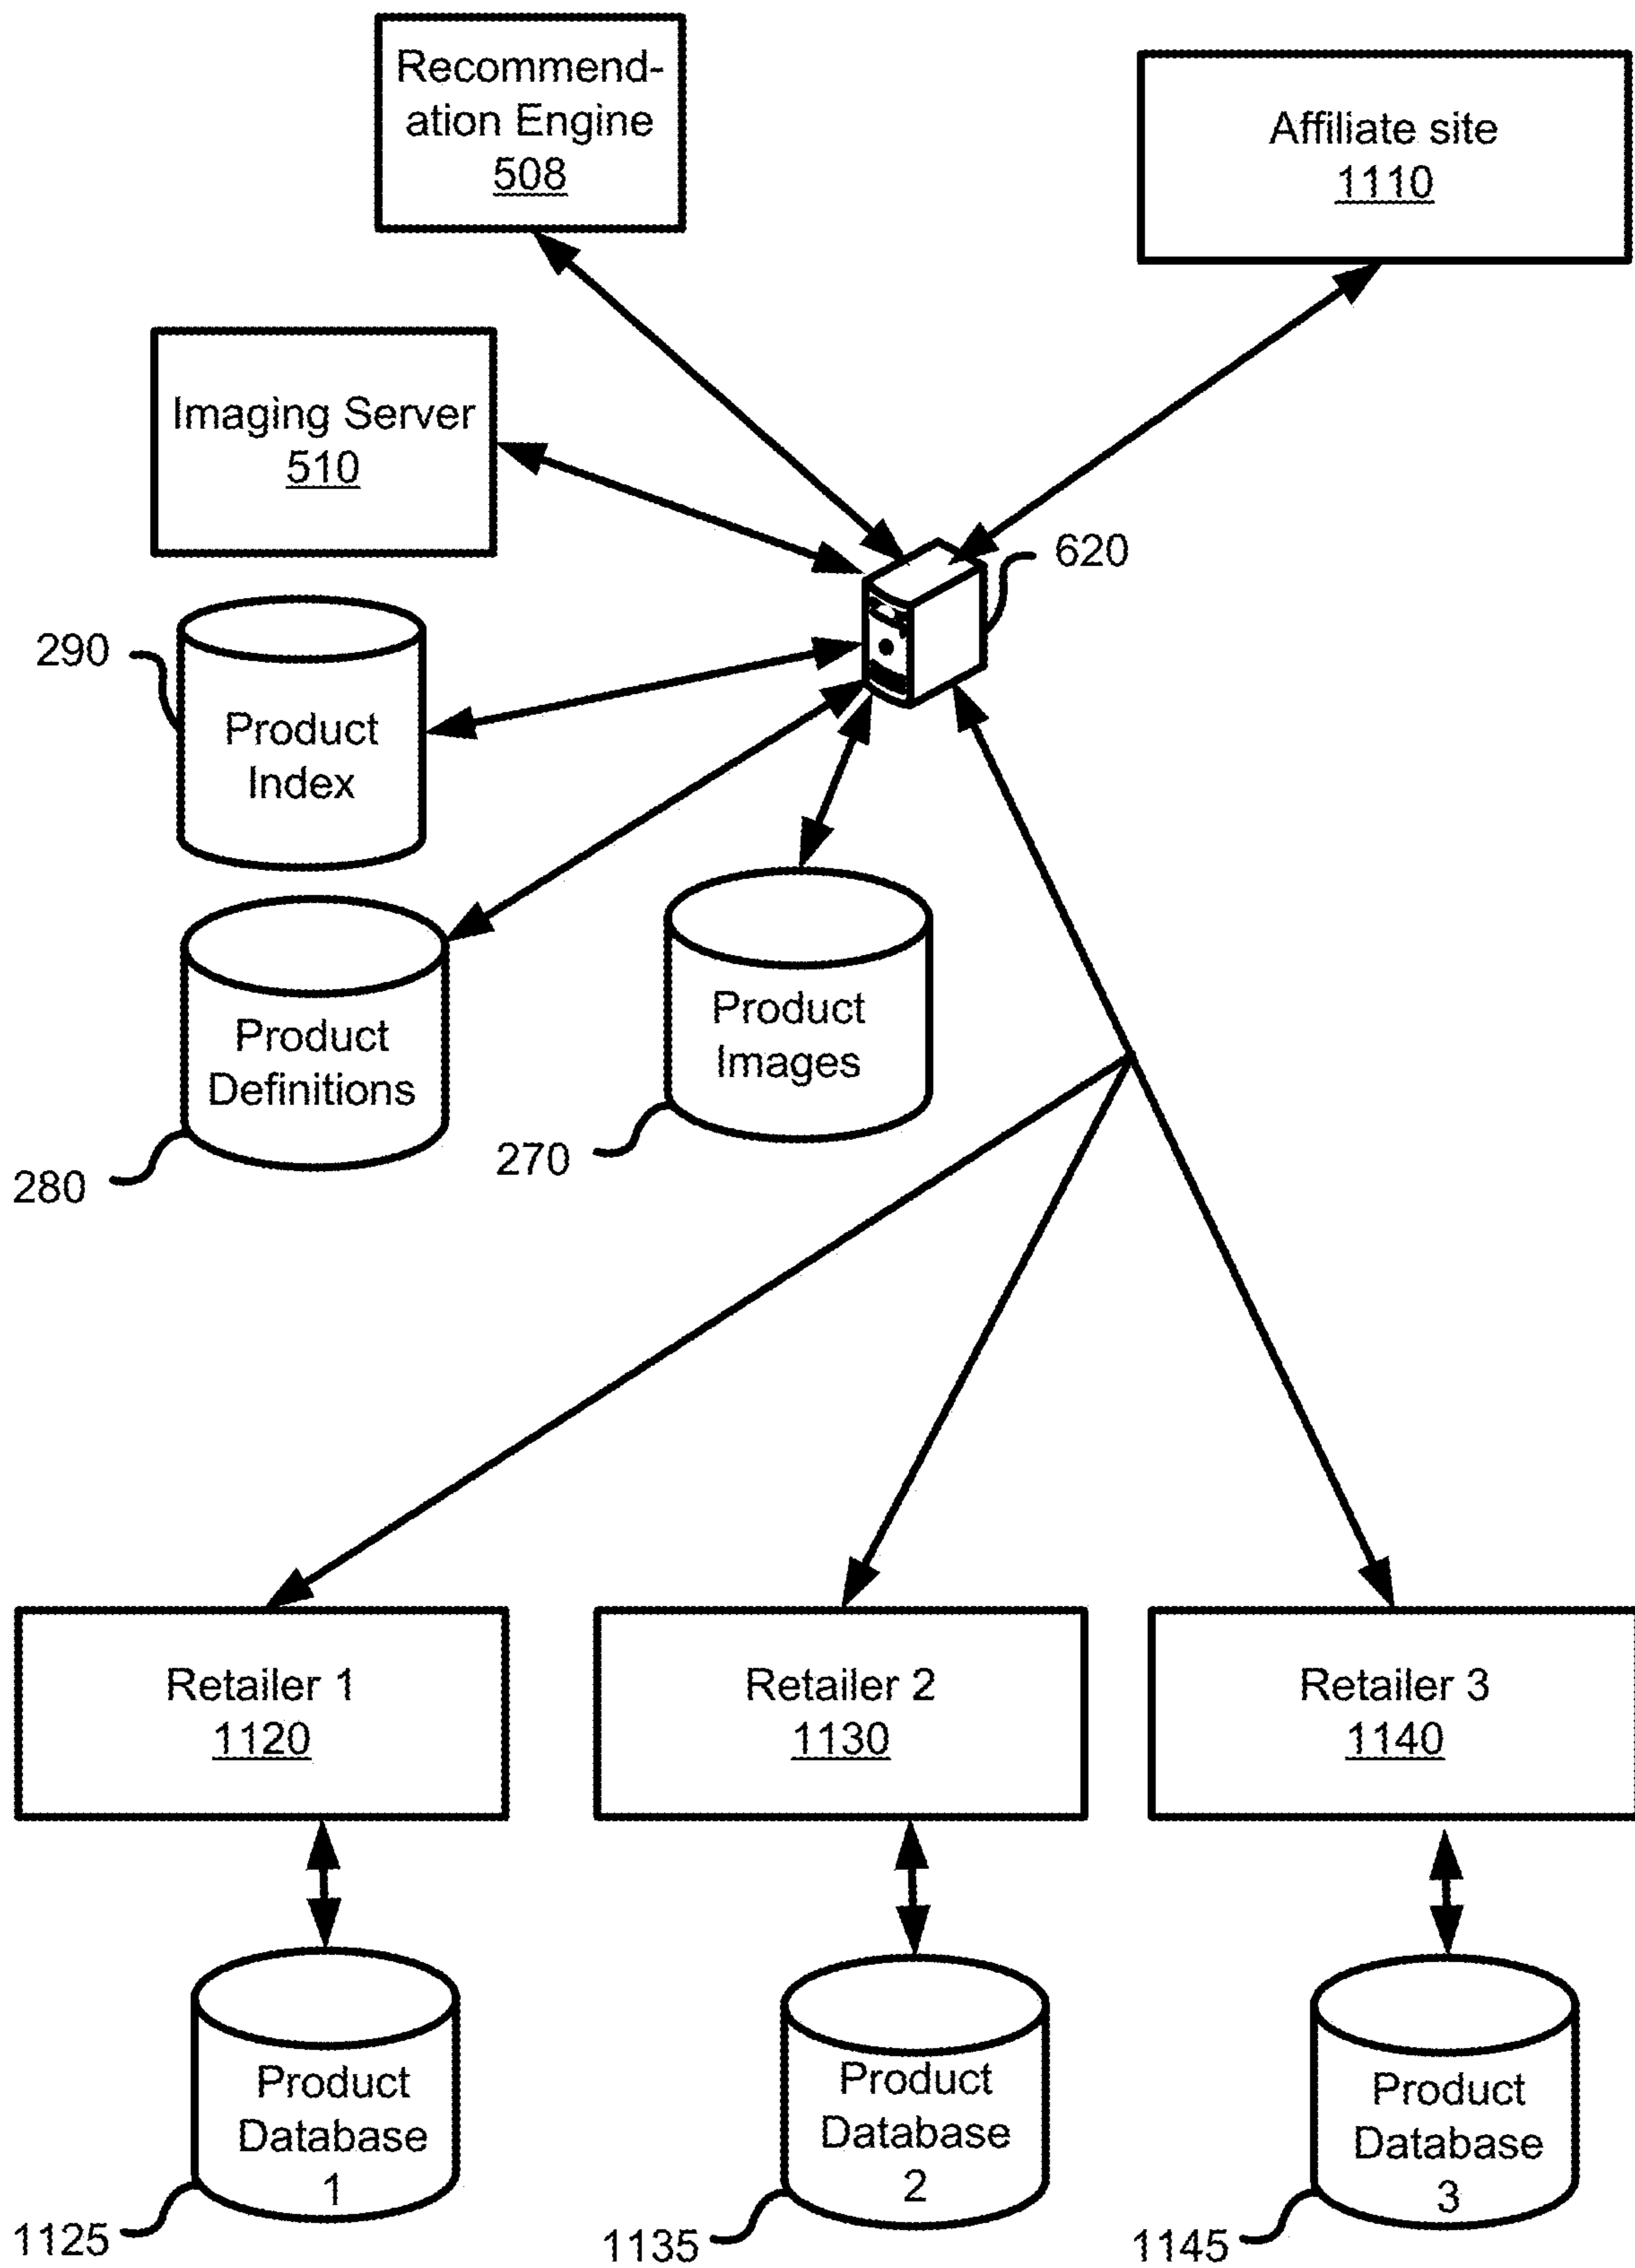 Recommend-
ation Engine
508
Affiliate site
1110
Imaging Server
510
620
290
Product
Index
Product
Definitions
280
Product
Images
270
Retailer 1
1120
Retailer 2
1130
Retailer 3
1140
Product
Database
1
1125
Product
Database
2
1135
Product
Database
3
1145